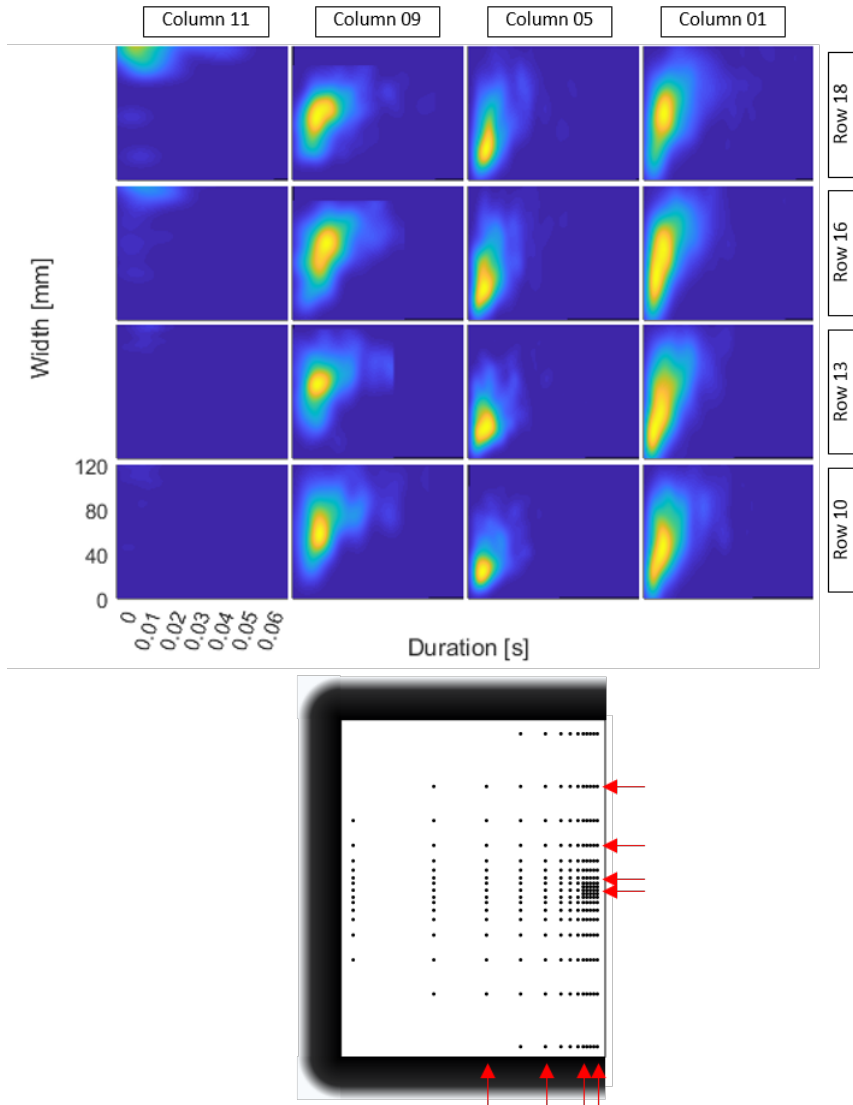 Column 11 Column 09 Column 05 Column 01
Row 18
Row 16
Row 13
Row 10
Width [mm]
120
80
40
0
0 0.01 0.02 0.03 0.04 0.05 0.06
Duration [s]